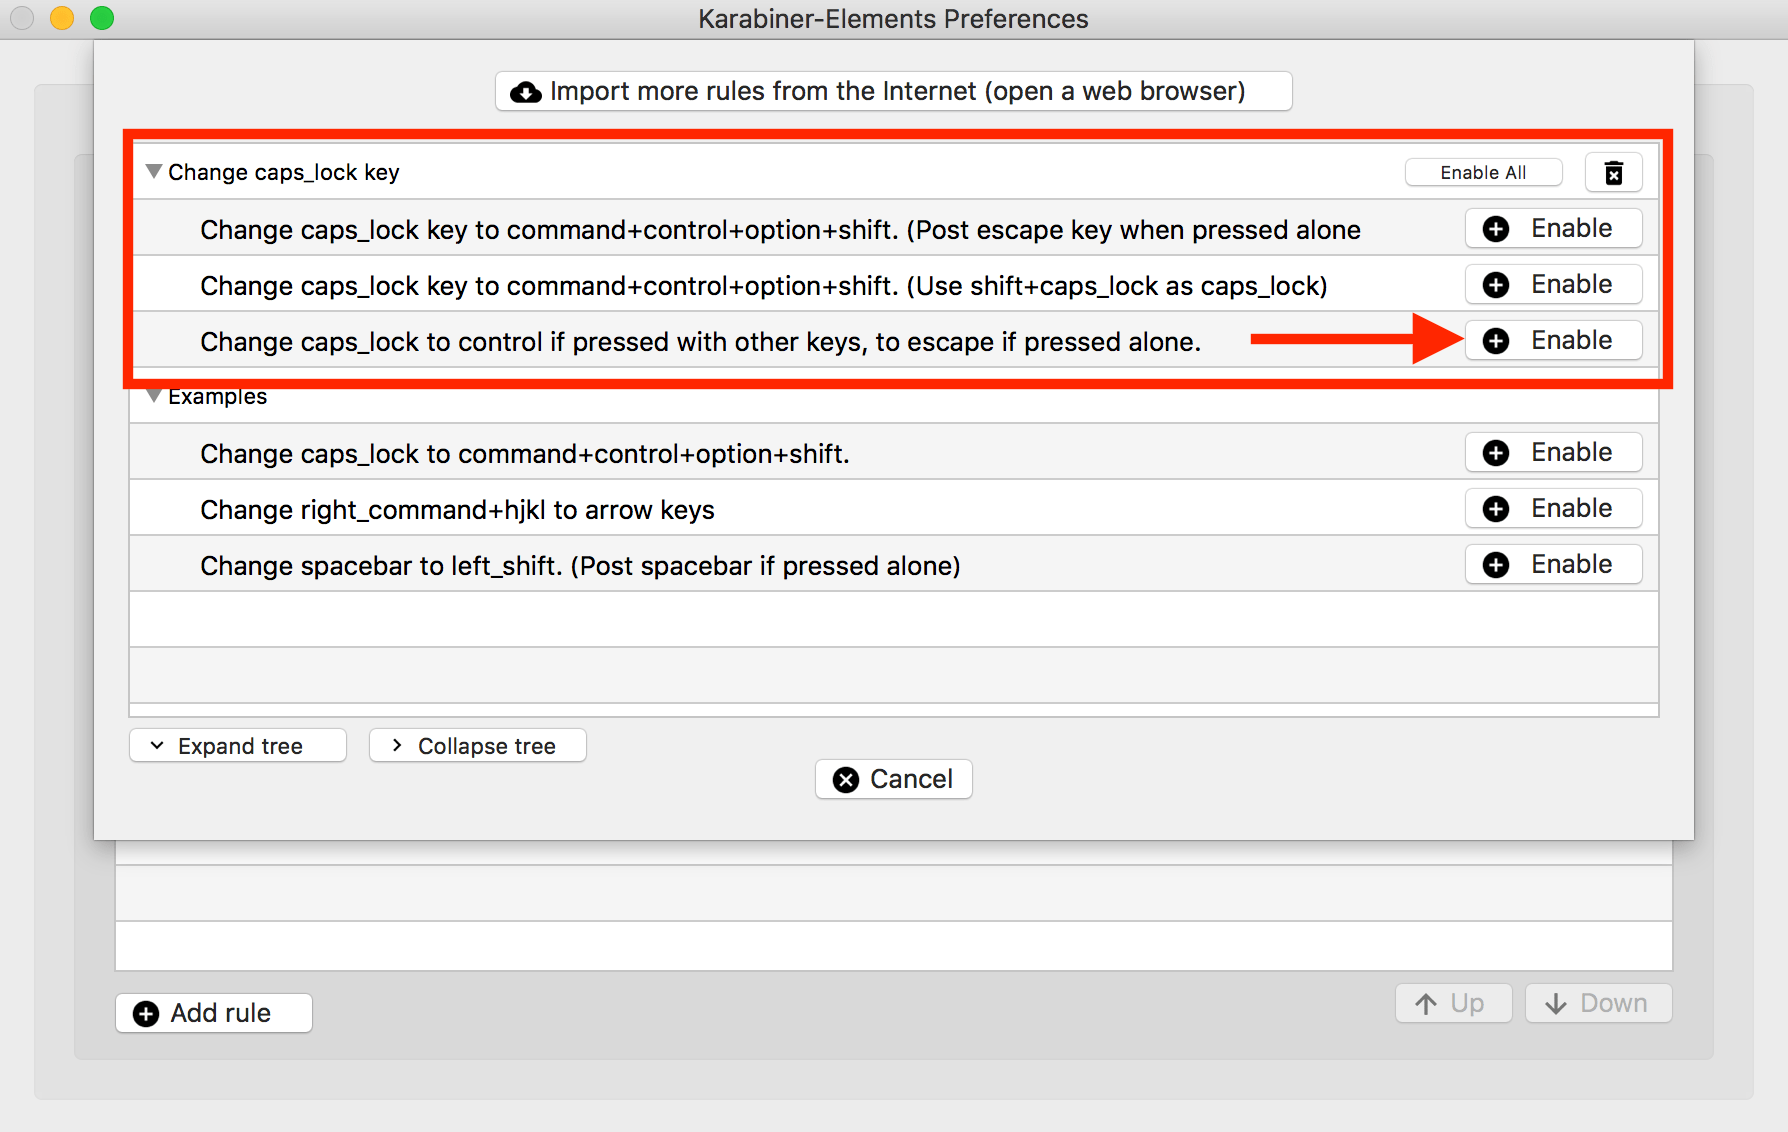 Karabiner-Elements Preferences
Import more rules from the Internet (open a web browser)
Change caps_lock key
Enable All
Change caps_lock key to command+control+option+shift. (Post escape key when pressed alone
Enable
Change caps_lock key to command+control+option+shift. (Use shift+caps_lock as caps_lock)
Enable
Change caps_lock to control if pressed with other keys, to escape if pressed alone.
Enable
Examples
Change caps_lock to command+control+option+shift.
Enable
Change right_command+hjkl to arrow keys
Enable
Change spacebar to left_shift. (Post spacebar if pressed alone)
Enable
Expand tree
Collapse tree
Cancel
Add rule
Up
Down